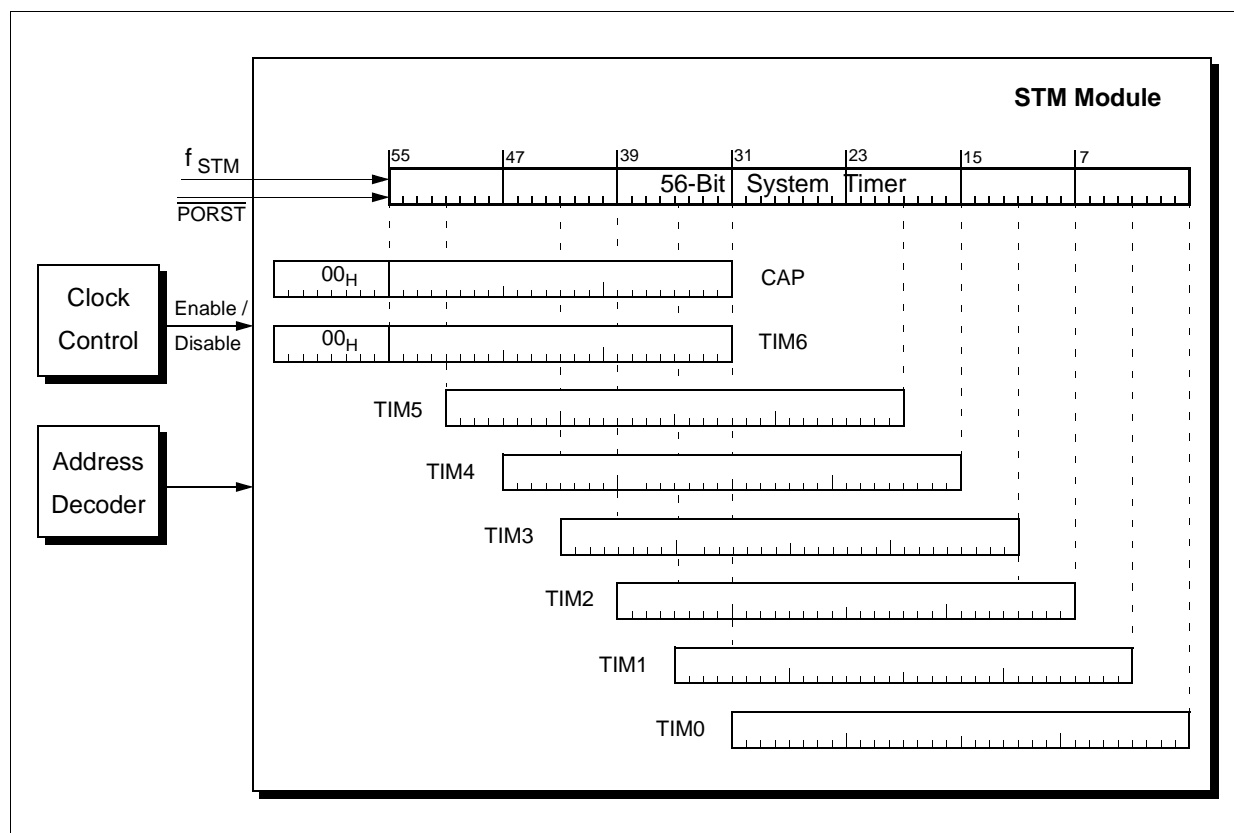 STM Module
f STM
PORST
55 47 39 31 23 15 7
56-Bit System Timer
Clock
Control
Enable /
Disable
Address
Decoder
00H CAP
00H TIM6
TIM5
TIM4
TIM3
TIM2
TIM1
TIM0